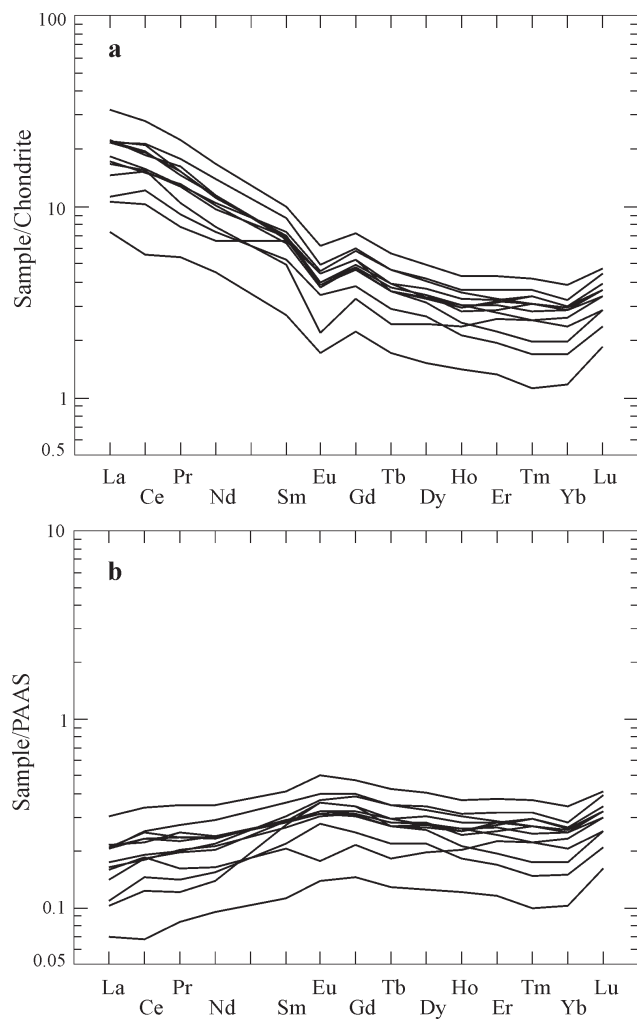 100
a
10
Sample/Chondrite
1
0.5
La Pr Eu Tb Ho Tm Lu
Ce Nd Sm Gd Dy Er Yb
10
b
1
Sample/PAAS
0.1
0.05
La Pr Eu Tb Ho Tm Lu
Ce Nd Sm Gd Dy Er Yb